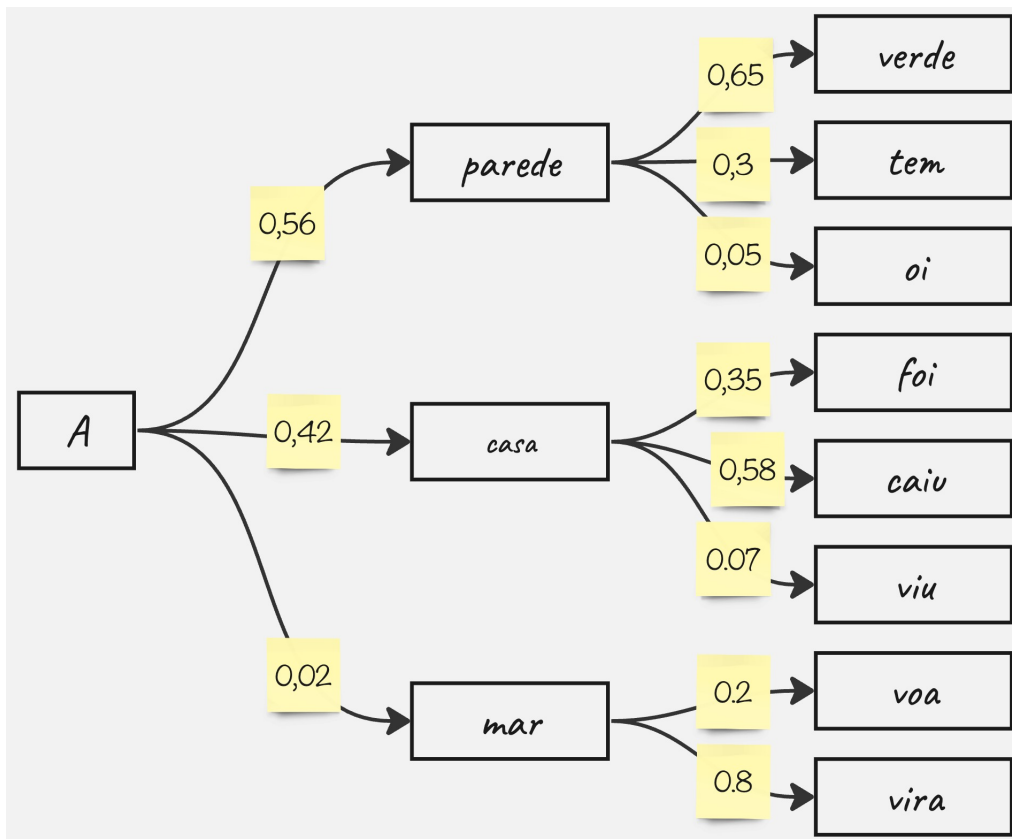 A
0,56
0,42
0,02
parede
casa
mar
0,65
0,3
0,05
0,35
0,58
0.07
0.2
0.8
verde
tem
oi
foi
caiu
viu
voa
vira